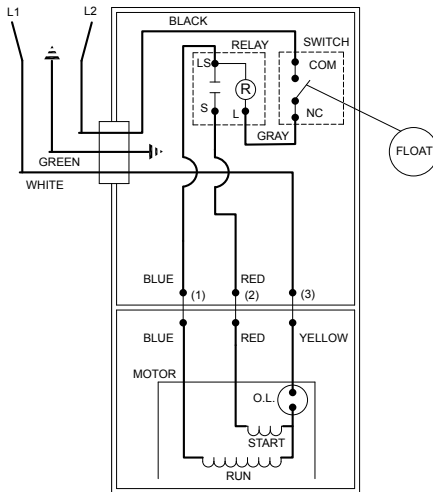 L1
L2
BLACK
RELAY
SWITCH
LS
COM
R
S
L
NC
GRAY
FLOAT
GREEN
WHITE
BLUE
RED
(1)
(2)
(3)
BLUE
RED
YELLOW
MOTOR
O.L.
START
RUN